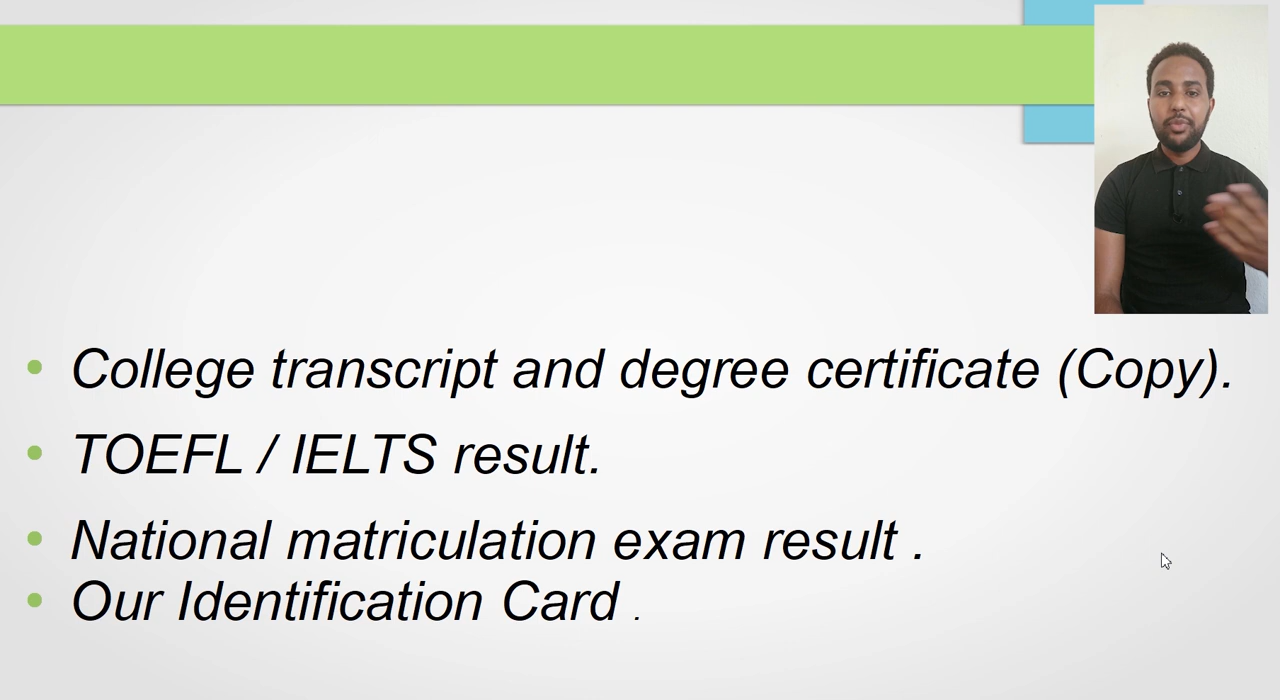 College transcript and degree certificate (Copy).
TOEFL / IELTS result.
National matriculation exam result .
Our Identification Card .